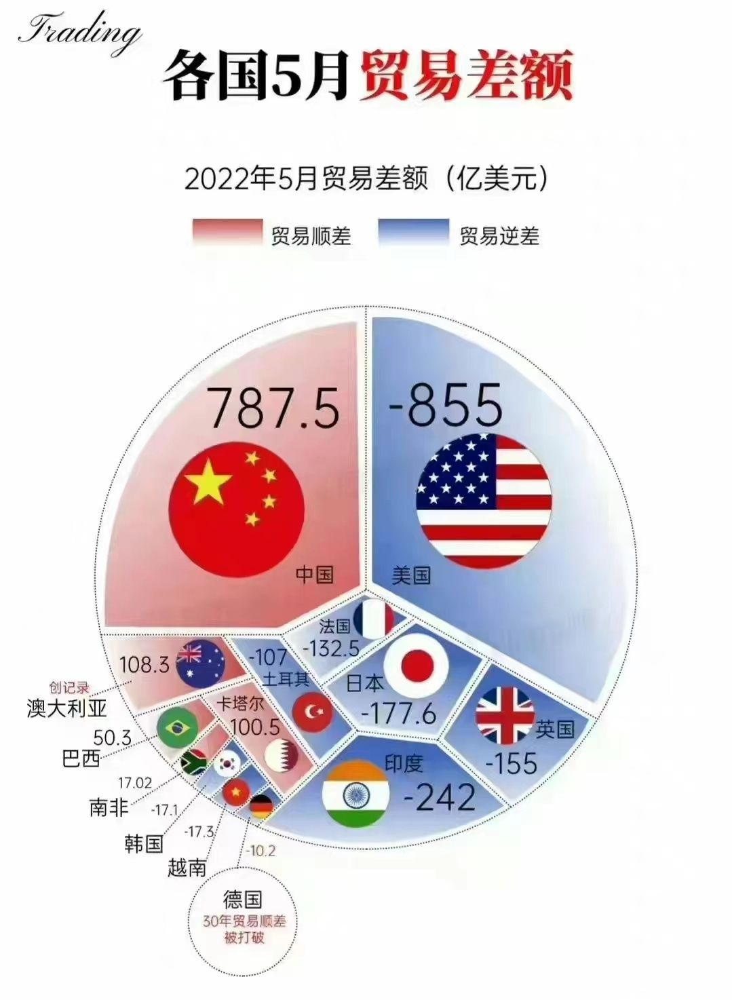 Trading
各国5月贸易差额
2022年5月贸易差额（亿美元）
贸易顺差
贸易逆差
787.5
中国
-855
美国
法国
-132.5
108.3
创记录
澳大利亚
-107
土耳其
日本
-177.6
卡塔尔
100.5
50.3
巴西
英国
-155
印度
-242
17.02
南非
-17.1
韩国
-17.3
越南
-10.2
德国
30年贸易顺差
被打破